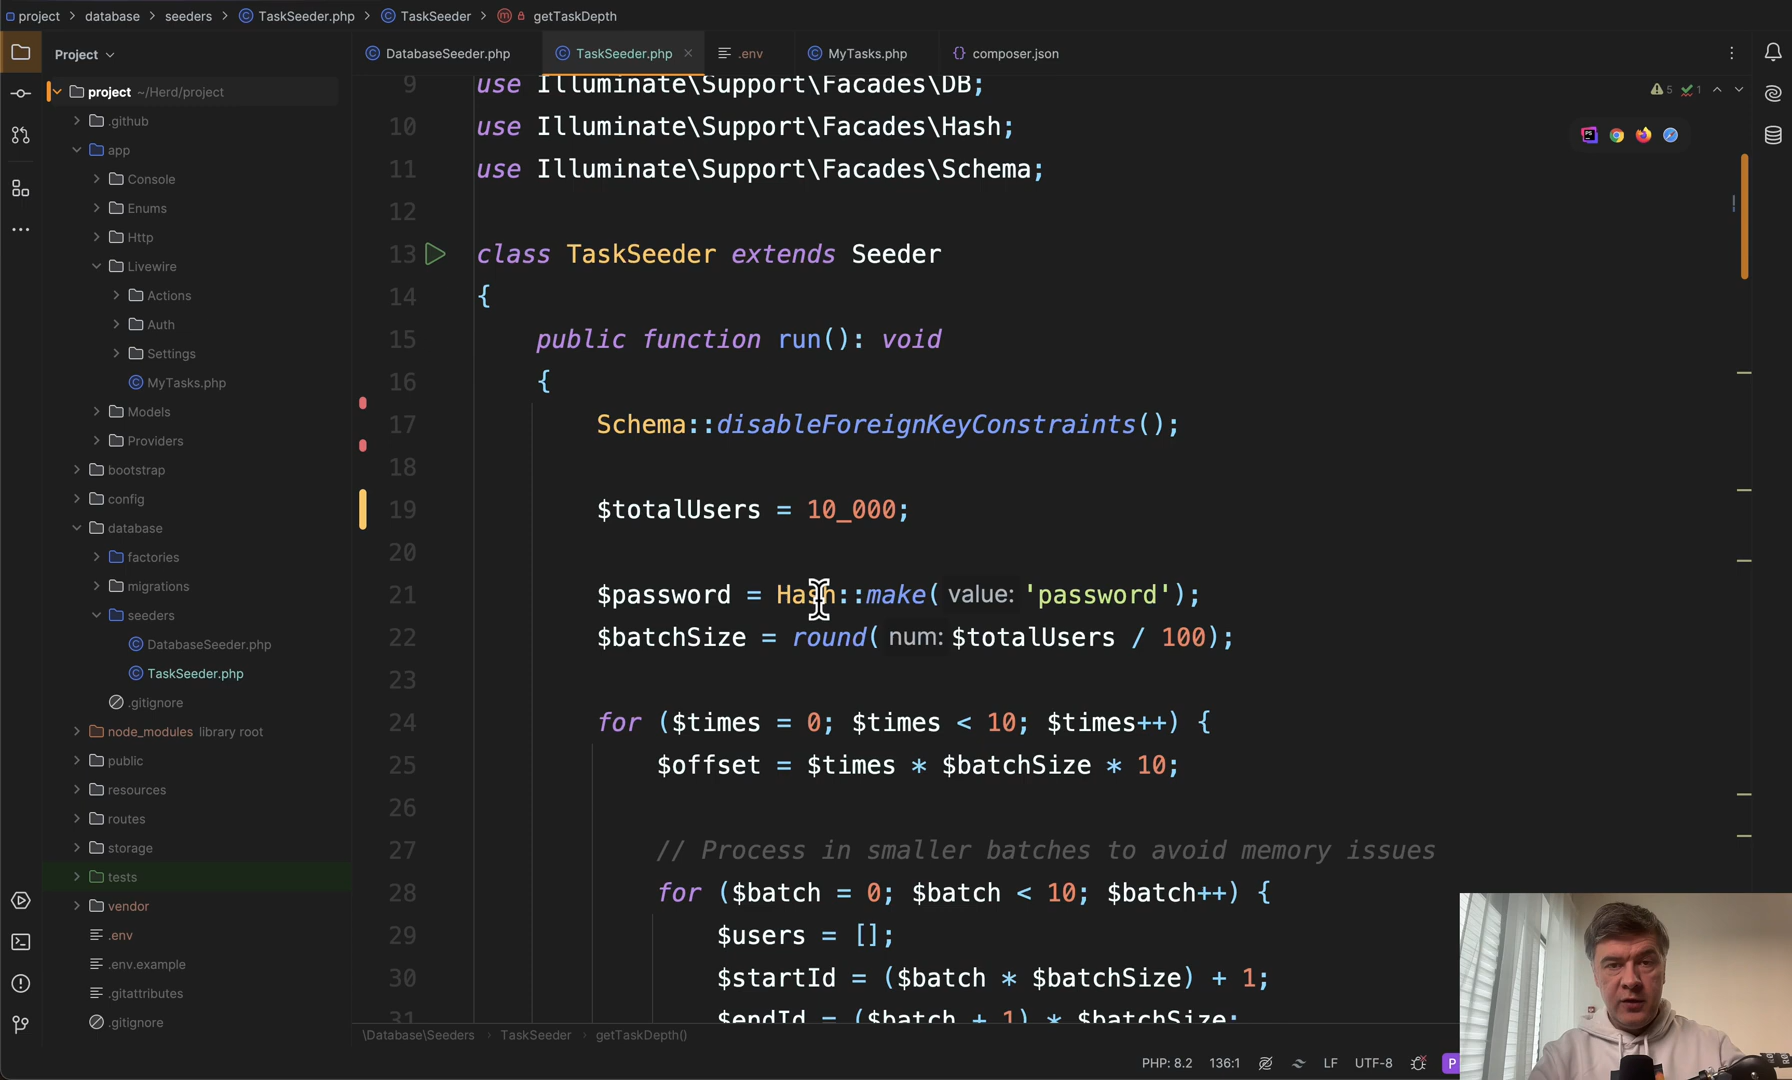 project > database > seeders > TaskSeeder.php > TaskSeeder > getTaskDepth
Project
DatabaseSeeder.php
TaskSeeder.php
.env
MyTasks.php
composer.json
project ~/Herd/project
.github
app
Console
Enums
Http
Livewire
Actions
Auth
Settings
MyTasks.php
Models
Providers
bootstrap
config
database
factories
migrations
seeders
DatabaseSeeder.php
TaskSeeder.php
.gitignore
node_modules library root
public
resources
routes
storage
tests
vendor
.env
.env.example
.gitattributes
.gitignore
5 1
9 use Illuminate\Support\Facades\DB;
10 use Illuminate\Support\Facades\Hash;
11 use Illuminate\Support\Facades\Schema;
12
13 class TaskSeeder extends Seeder
14 {
15 public function run(): void
16 {
17 Schema::disableForeignKeyConstraints();
18
19 $totalUsers = 10_000;
20
21 $password = Hash::make( value: 'password');
22 $batchSize = round( num: $totalUsers / 100);
23
24 for ($times = 0; $times < 10; $times++) {
25 $offset = $times * $batchSize * 10;
26
27 // Process in smaller batches to avoid memory issues
28 for ($batch = 0; $batch < 10; $batch++) {
29 $users = [];
30 $startId = ($batch * $batchSize) + 1;
31 $endId = ($batch + 1) * $batchSize;
\Database\Seeders > TaskSeeder > getTaskDepth()
PHP: 8.2 136:1 LF UTF-8 P